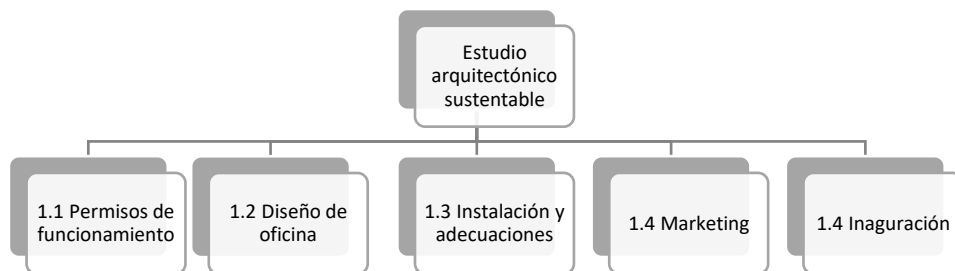 Estudio
arquitectónico
sustentable
1.1 Permisos de
funcionamiento
1.2 Diseño de
oficina
1.3 Instalación y
adecuaciones
1.4 Marketing
1.4 Inaguración